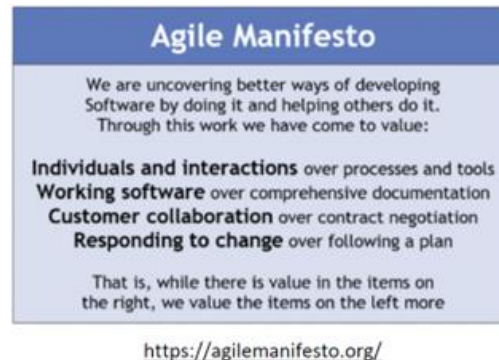 Agile Manifesto
We are uncovering better ways of developing
Software by doing it and helping others do it.
Through this work we have come to value:
Individuals and interactions over processes and tools
Working software over comprehensive documentation
Customer collaboration over contract negotiation
Responding to change over following a plan
That is, while there is value in the items on
the right, we value the items on the left more
https://agilemanifesto.org/